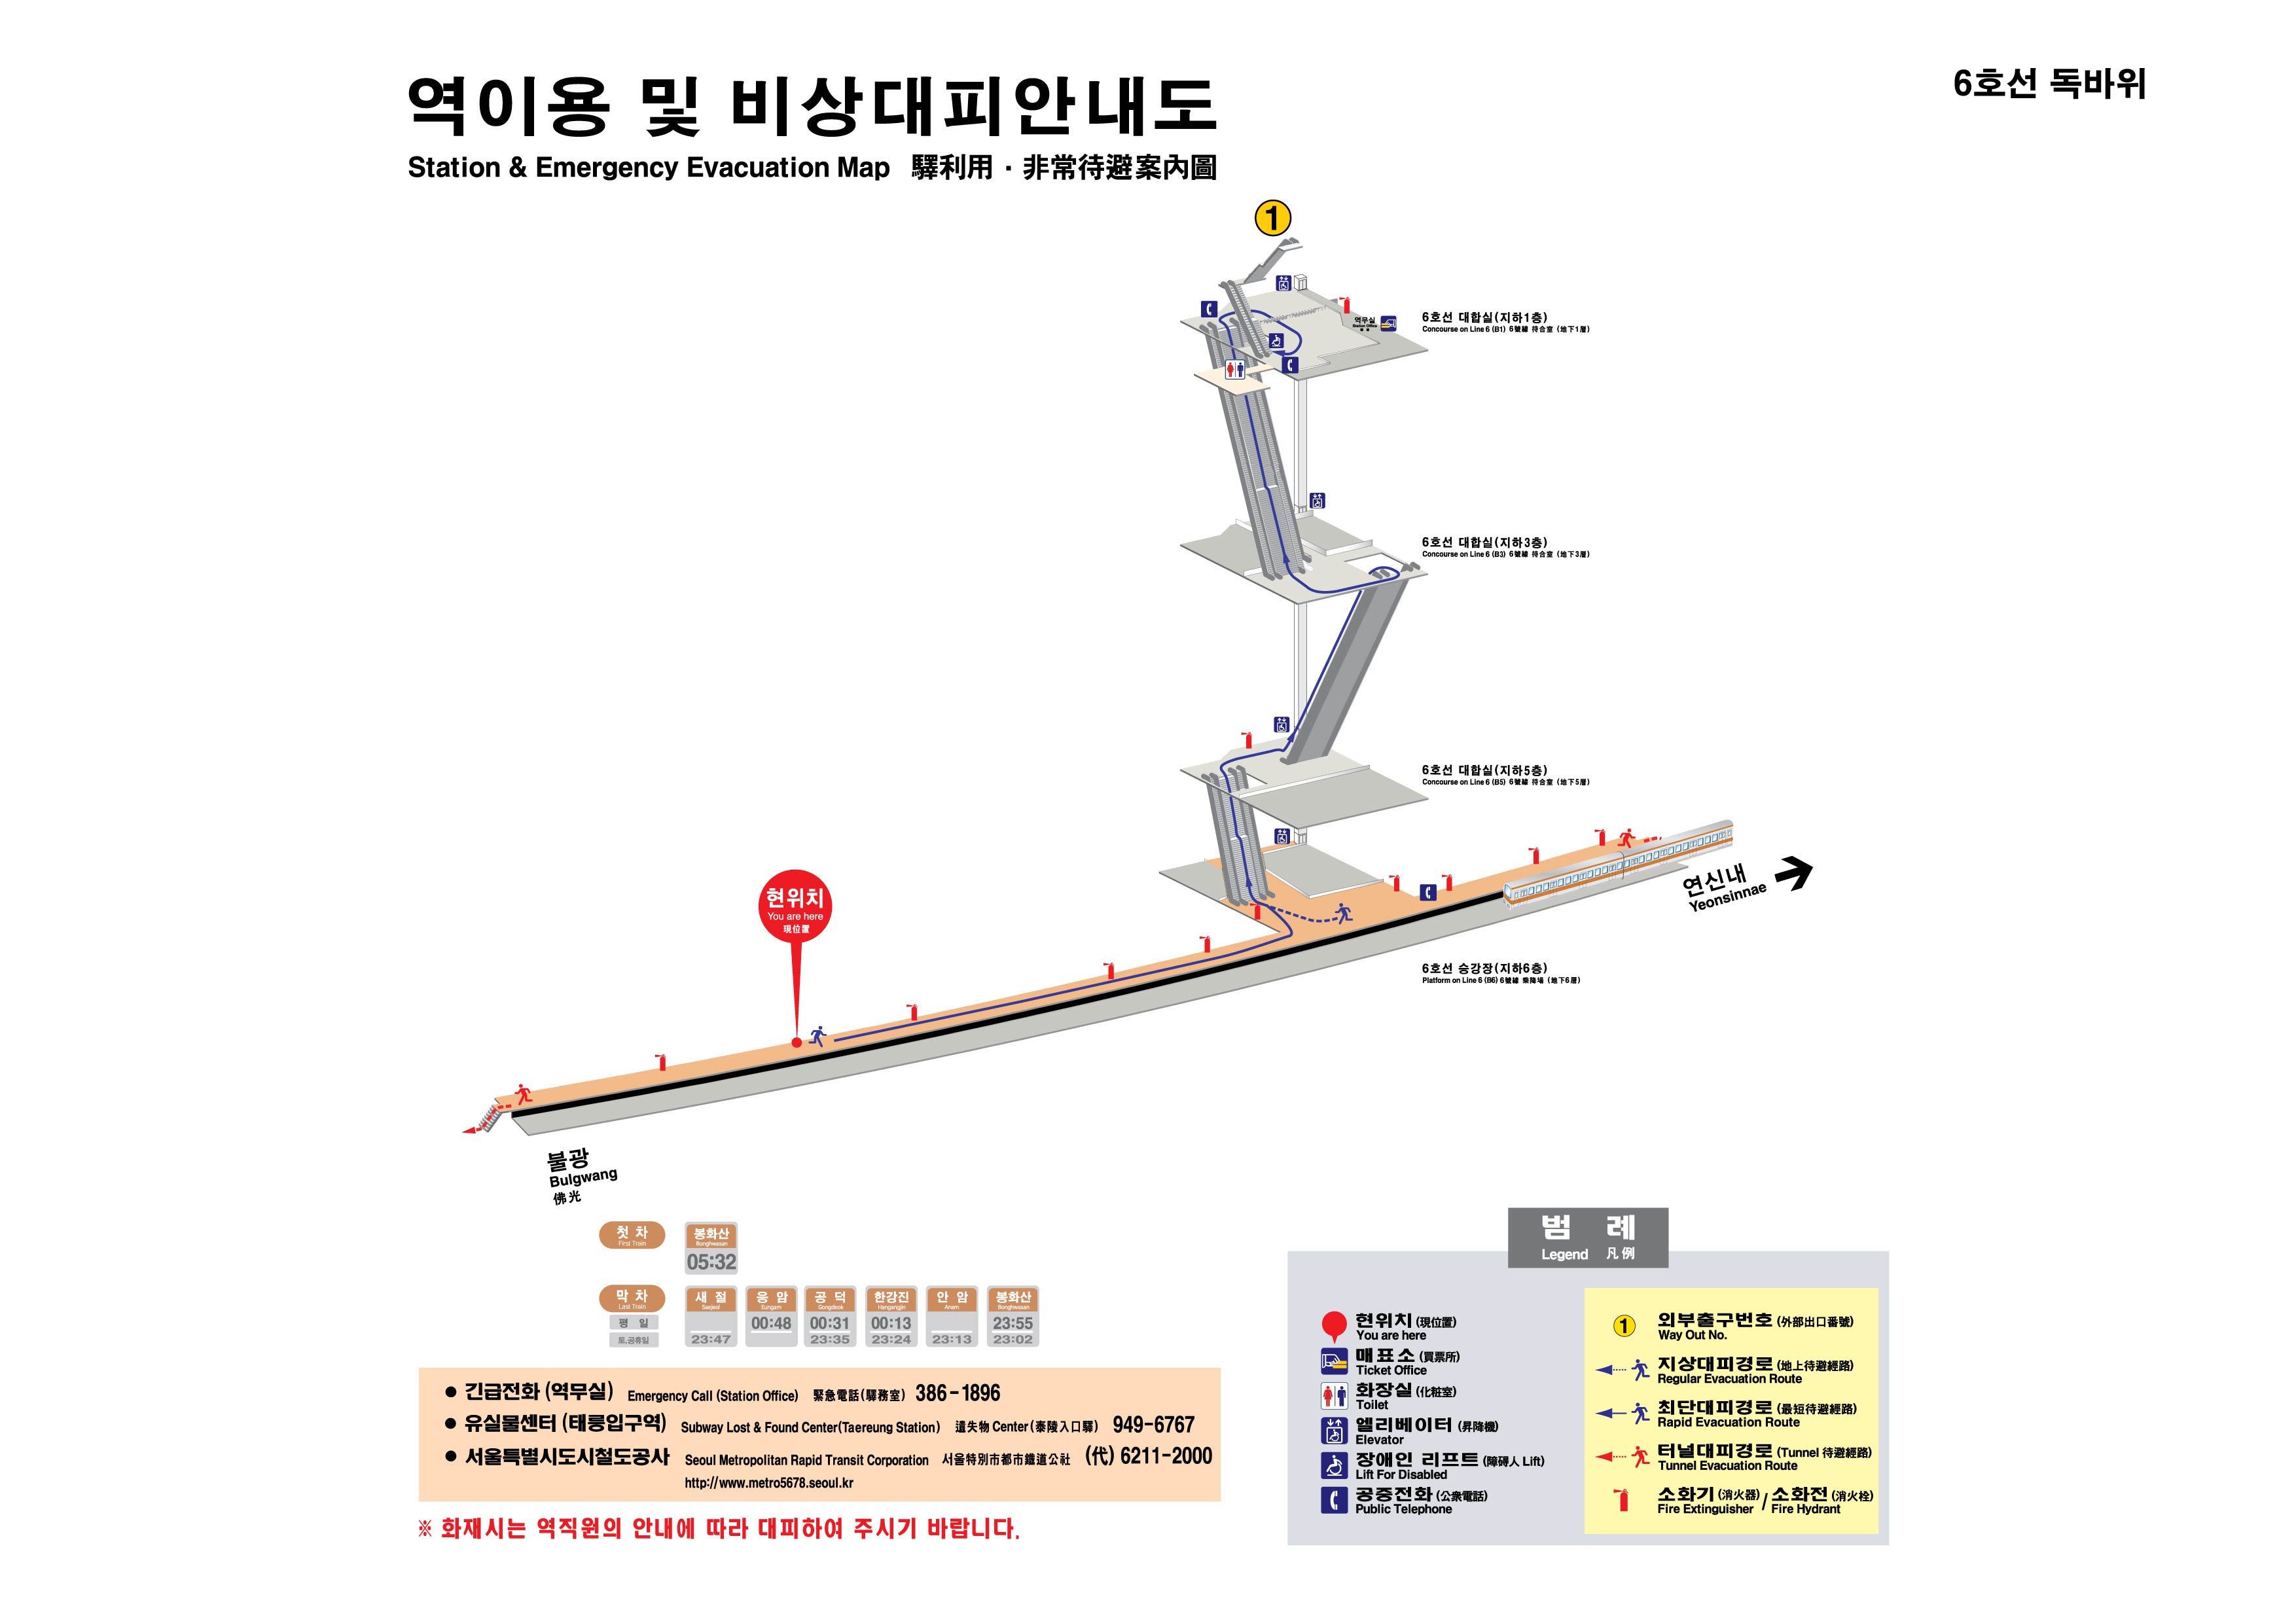 역이용 및 비상대피안내도
Station & Emergency Evacuation Map 驛利用 · 非常待避案內圖
6호선 독바위
1
역무실
Station Office
6호선 대합실(지하1층)
Concourse on Line 6 (B1) 6號線 待合室 (地下1層)
6호선 대합실(지하3층)
Concourse on Line 6 (B3) 6號線 待合室 (地下3層)
6호선 대합실(지하5층)
Concourse on Line 6 (B5) 6號線 待合室 (地下5層)
연신내
Yeonsinnae
현위치
You are here
現位置
6호선 승강장(지하6층)
Platform on Line 6 (B6) 6號線 乘降場 (地下6層)
불광
Bulgwang
佛光
첫 차
First Train
봉화산
Bonghwasan
05:32
막차
Last Train
평 일
토,공휴일
새 절
Saejeol
23:47
응 암
Eungam
00:48
공 덕
Gongdeok
00:31
23:35
한강진
Hangangjin
00:13
23:24
안 암
Anam
23:13
봉화산
Bonghwasan
23:55
23:02
● 긴급전화 (역무실) Emergency Call (Station Office) 緊急電話(驛務室) 386-1896
● 유실물센터 (태릉입구역) Subway Lost & Found Center(Taereung Station) 遺失物 Center (泰陵入口驛) 949-6767
● 서울특별시도시철도공사 Seoul Metropolitan Rapid Transit Corporation 서울特別市都市鐵道公社 (代) 6211-2000
http://www.metro5678.seoul.kr
※ 화재시는 역직원의 안내에 따라 대피하여 주시기 바랍니다.
범 례
Legend 凡例
현위치 (現位置)
You are here
매표소 (買票所)
Ticket Office
화장실 (化粧室)
Toilet
엘리베이터 (昇降機)
Elevator
장애인 리프트 (障碍人 Lift)
Lift For Disabled
공중전화 (公衆電話)
Public Telephone
1
외부출구번호 (外部出口番號)
Way Out No.
지상대피경로 (地上待避經路)
Regular Evacuation Route
최단대피경로 (最短待避經路)
Rapid Evacuation Route
터널대피경로 (Tunnel 待避經路)
Tunnel Evacuation Route
소화기 (消火器) / 소화전 (消火栓)
Fire Extinguisher / Fire Hydrant